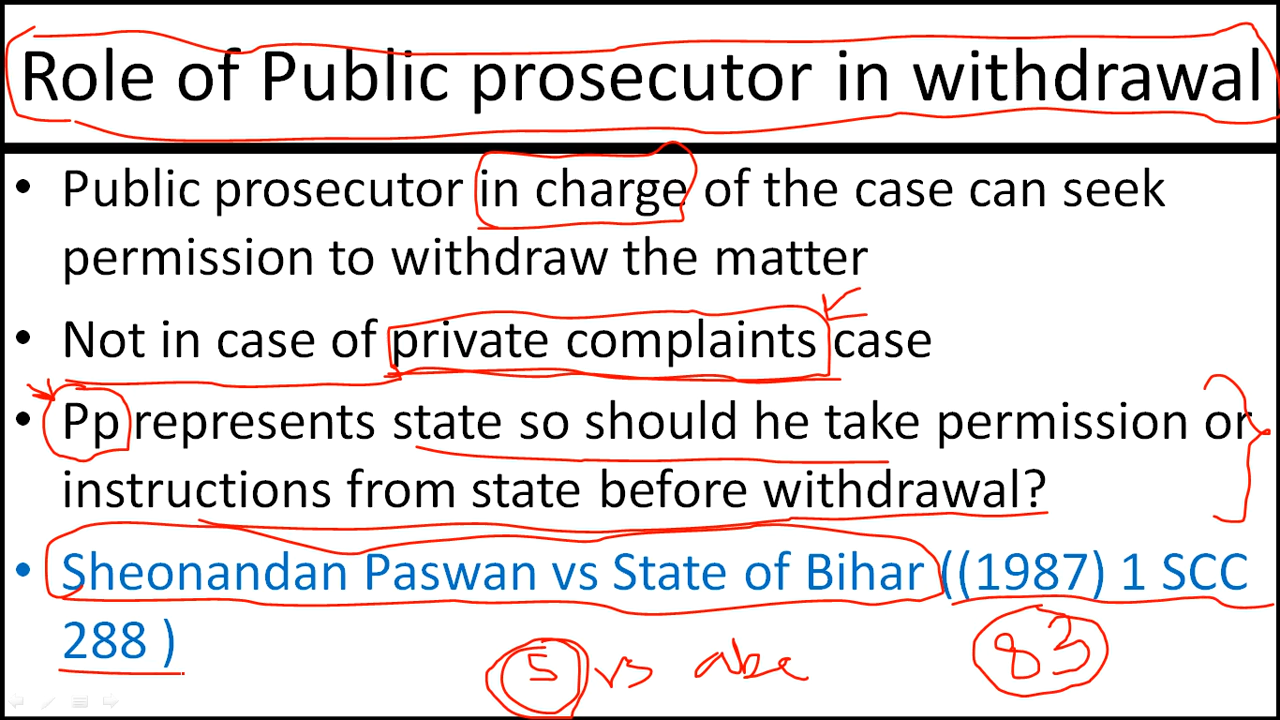 Role of Public prosecutor in withdrawal
• Public prosecutor in charge of the case can seek
permission to withdraw the matter
• Not in case of private complaints case
• Pp represents state so should he take permission or
instructions from state before withdrawal?
• Sheonandan Paswan vs State of Bihar ((1987) 1 SCC
288 )
5 vs abc 83